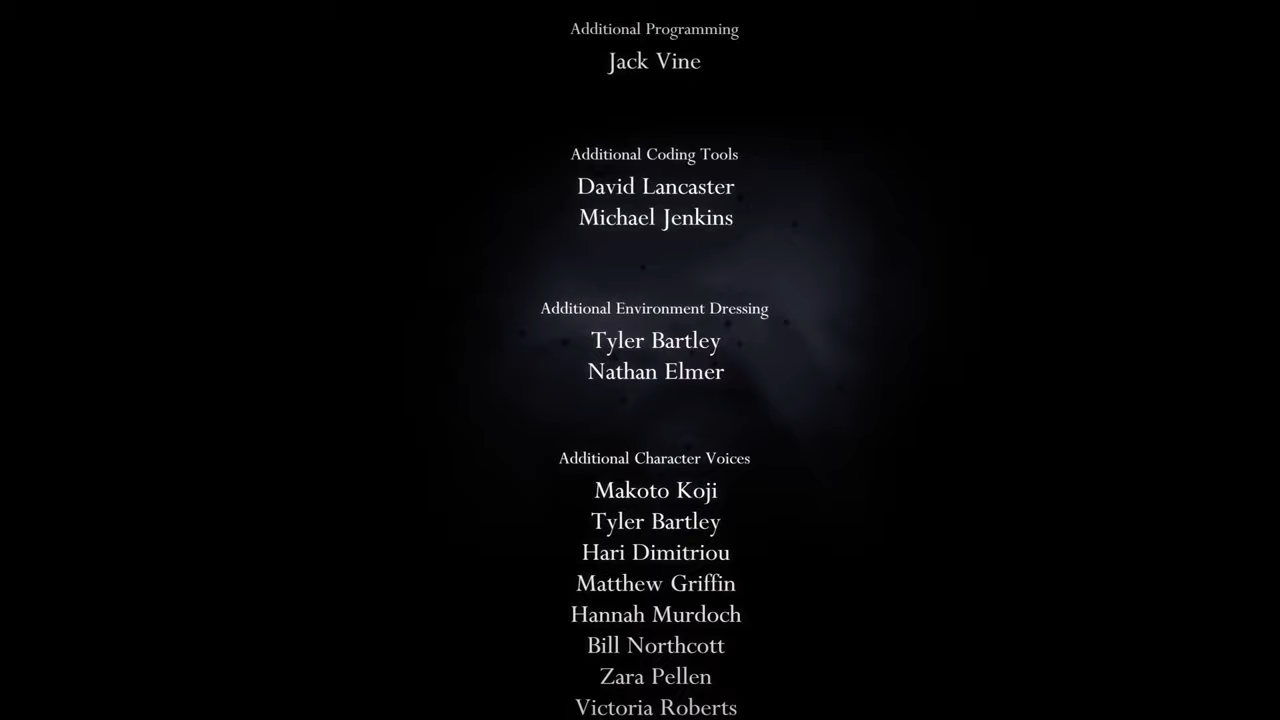 Additional Programming
Jack Vine
Additional Coding Tools
David Lancaster
Michael Jenkins
Additional Environment Dressing
Tyler Bartley
Nathan Elmer
Additional Character Voices
Makoto Koji
Tyler Bartley
Hari Dimitriou
Matthew Griffin
Hannah Murdoch
Bill Northcott
Zara Pellen
Victoria Roberts